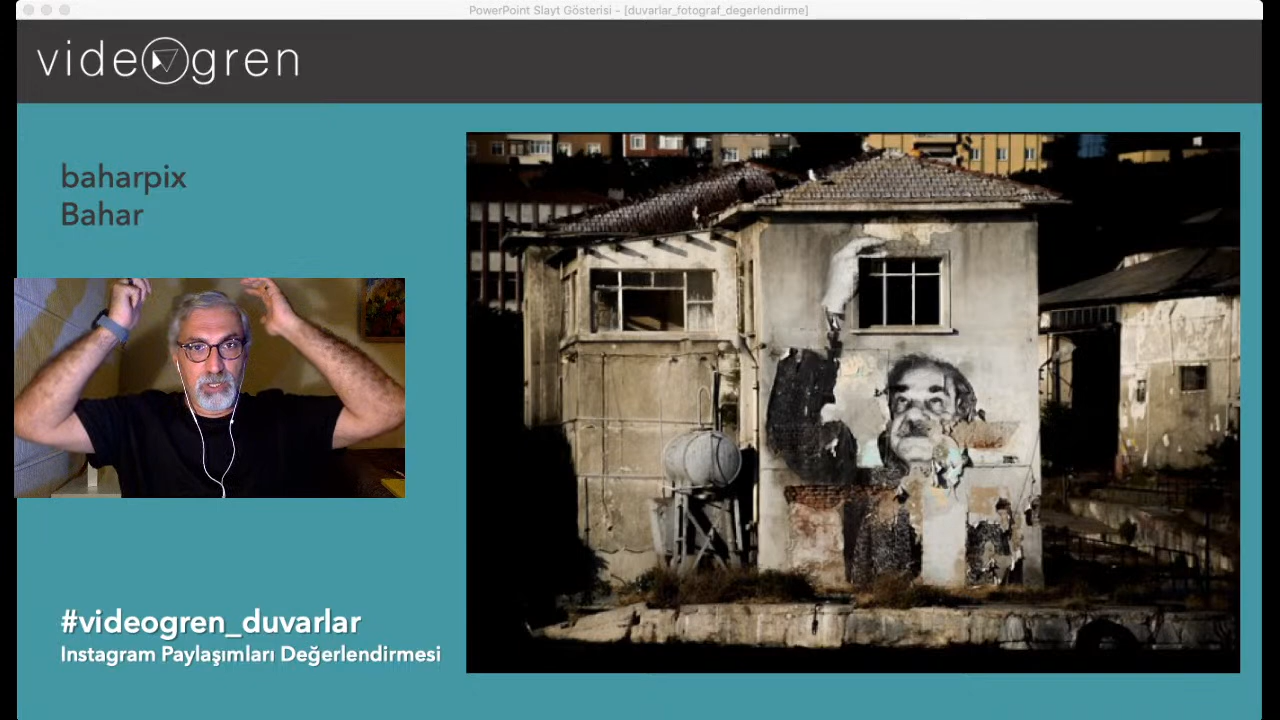 PowerPoint Slayt Gösterisi - [duvarlar_fotograf_degerlendirme]
videogren
baharpix
Bahar
#videogren_duvarlar
Instagram Paylaşımları Değerlendirmesi